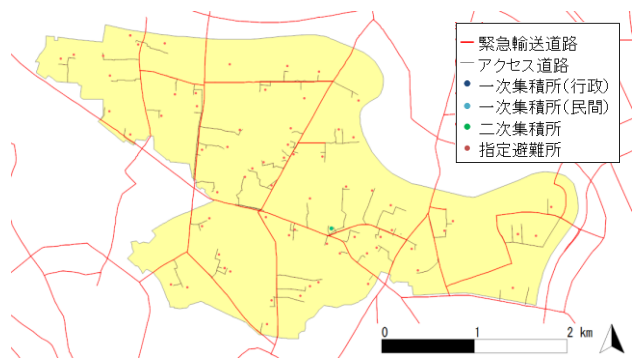 緊急輸送道路
アクセス道路
一次集積所(行政)
一次集積所(民間)
二次集積所
指定避難所
0 1 2 km